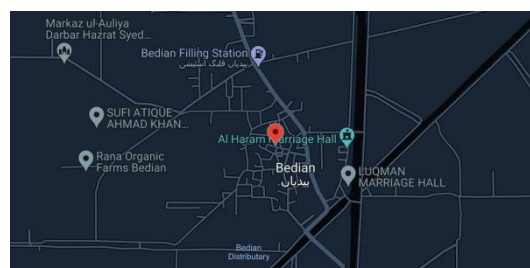 Markaz ul Auliya
Darbar Hazrat Syed...
Bedian Filling Station
بیدیاں فلنگ اسٹیشن
SUFI ATIQUE
AHMAD KHAN...
Al Haram Marriage Hall
Rana Organic
Farms Bedian
Bedian
بیدیاں
LUQMAN
MARRIAGE HALL
Bedian
Distributary